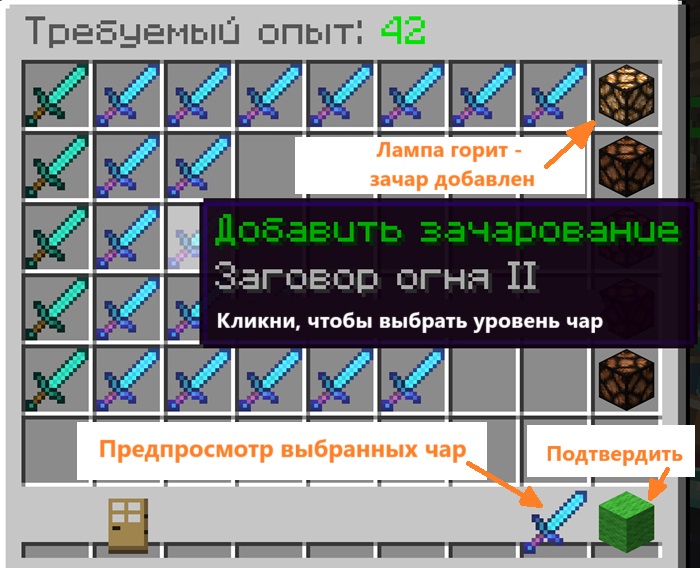 Требуемый опыт: 42
Лампа горит -
зачар добавлен
Добавить зачарование
Заговор огня II
Кликни, чтобы выбрать уровень чар
Предпросмотр выбранных чар
Подтвердить